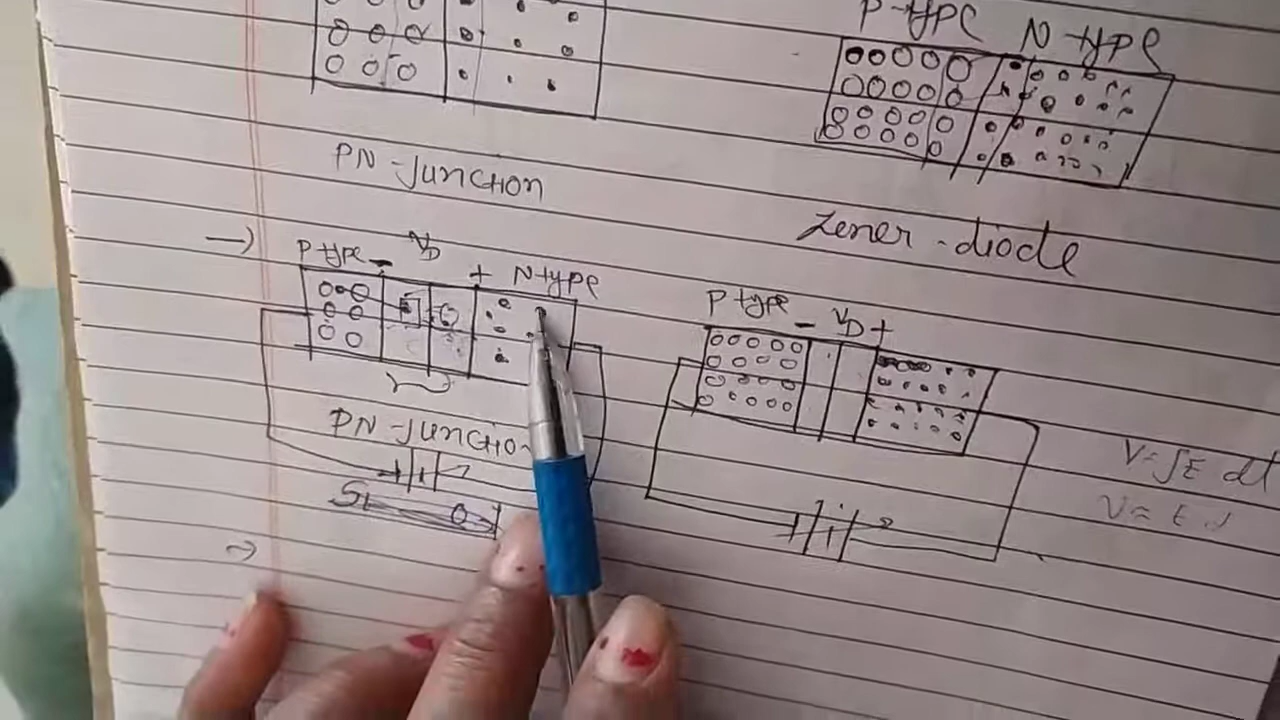 P-type N-type
PN-Junction
Zener-diode
P type - VD + N type
P type - VD +
PN-Junction
V=∫E dt
Si
V=